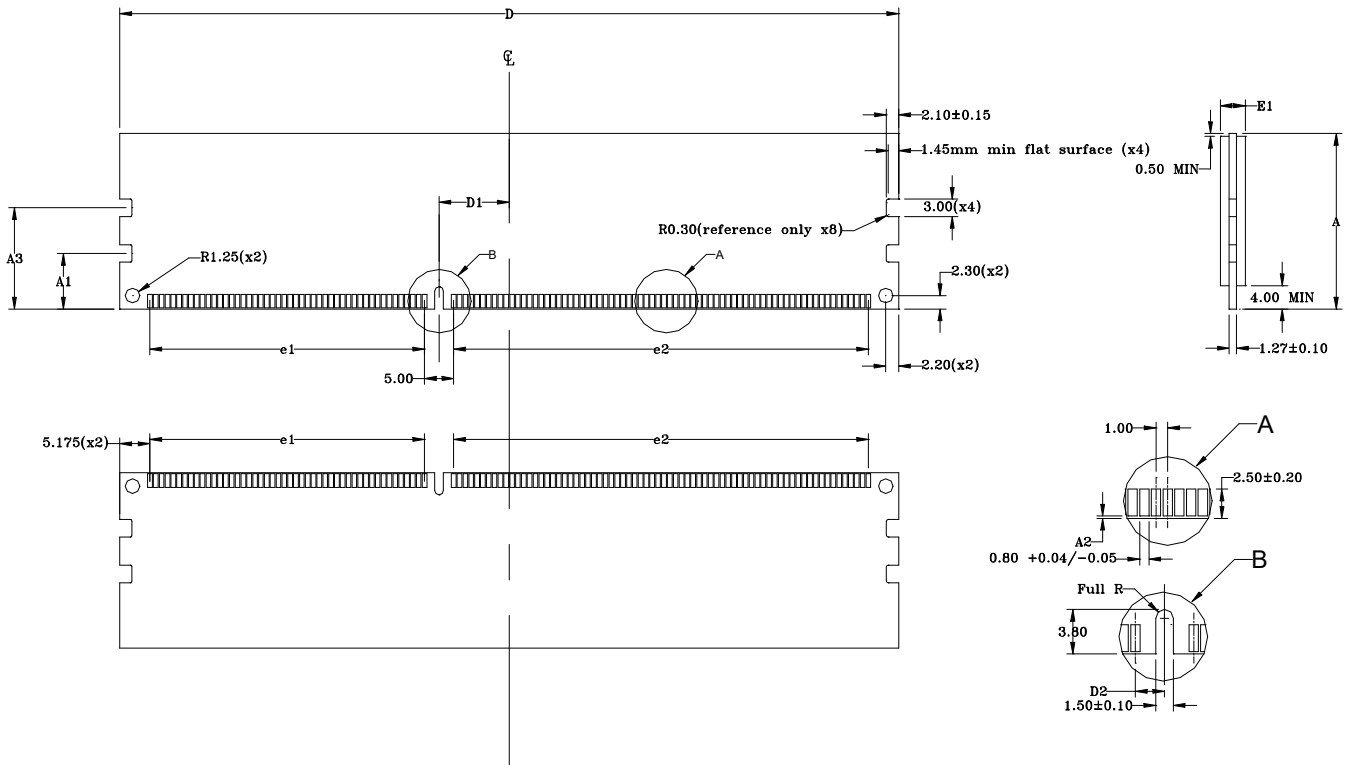 D
℄
2.10±0.15
E1
1.45mm min flat surface (x4)
0.50 MIN
D1
3.00(x4)
A
R0.30(reference only x8)
A3
A1
R1.25(x2)
B
A
2.30(x2)
4.00 MIN
e1
e2
1.27±0.10
5.00
2.20(x2)
5.175(x2)
e1
e2
1.00
A
2.50±0.20
A2
0.80 +0.04/-0.05
B
Full R
3.80
D2
1.50±0.10